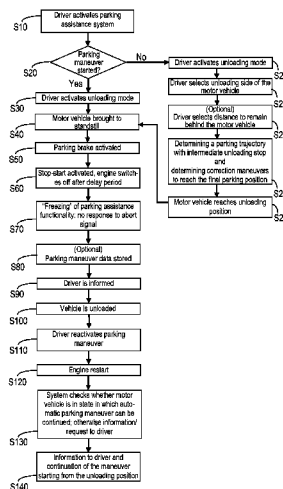 S10
Driver activates parking
assistance system
S20
Parking
maneuver
started?
No
Yes
Driver activates unloading mode
S2
Driver selects unloading side of the
motor vehicle
S2
(Optional)
Driver selects distance to remain
behind the motor vehicle
S2
Determining a parking trajectory
with intermediate unloading stop
and
determining correction maneuvers
to reach the final parking position
S2
Motor vehicle reaches unloading
position
S2
S30
Driver activates unloading mode
S40
Motor vehicle brought to
standstill
S50
Parking brake activated
S60
Stop-start activated, engine switch-
es off after delay period
S70
"Freezing" of parking assistance
functionality, no response to abort
signal
S80
(Optional)
Parking maneuver data stored
S90
Driver is informed
S100
Vehicle is unloaded
S110
Driver reactivates parking
maneuver
S120
Engine restart
S130
System checks whether motor
vehicle is in state in which auto-
matic parking maneuver can be
continued; otherwise information/
request to driver
S140
Information to driver and
continuation of the maneuver
starting from the unloading position